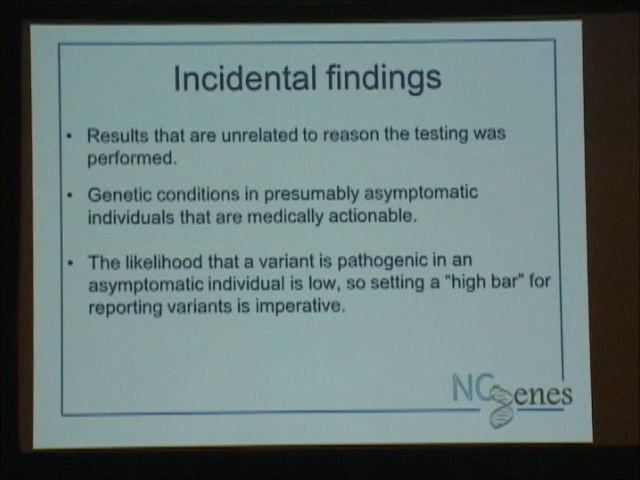 Incidental findings
• Results that are unrelated to reason the testing was
performed.
• Genetic conditions in presumably asymptomatic
individuals that are medically actionable.
• The likelihood that a variant is pathogenic in an
asymptomatic individual is low, so setting a "high bar" for
reporting variants is imperative.
NCgenes